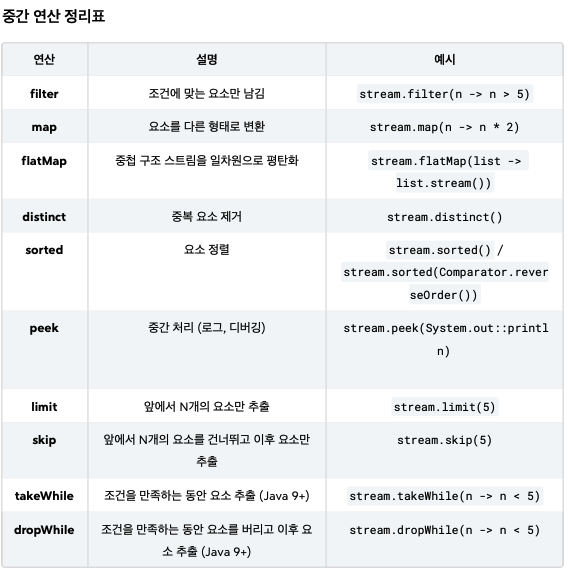 중간 연산 정리표
연산 설명 예시
filter 조건에 맞는 요소만 남김 stream.filter(n -> n > 5)
map 요소를 다른 형태로 변환 stream.map(n -> n * 2)
flatMap 중첩 구조 스트림을 일차원으로 평탄화 stream.flatMap(list ->
list.stream())
distinct 중복 요소 제거 stream.distinct()
sorted 요소 정렬 stream.sorted() /
stream.sorted(Comparator.rever
seOrder())
peek 중간 처리 (로그, 디버깅) stream.peek(System.out::printl
n)
limit 앞에서 N개의 요소만 추출 stream.limit(5)
skip 앞에서 N개의 요소를 건너뛰고 이후 요소만 stream.skip(5)
추출
takeWhile 조건을 만족하는 동안 요소 추출 (Java 9+) stream.takeWhile(n -> n < 5)
dropWhile 조건을 만족하는 동안 요소를 버리고 이후 요 stream.dropWhile(n -> n < 5)
소 추출 (Java 9+)